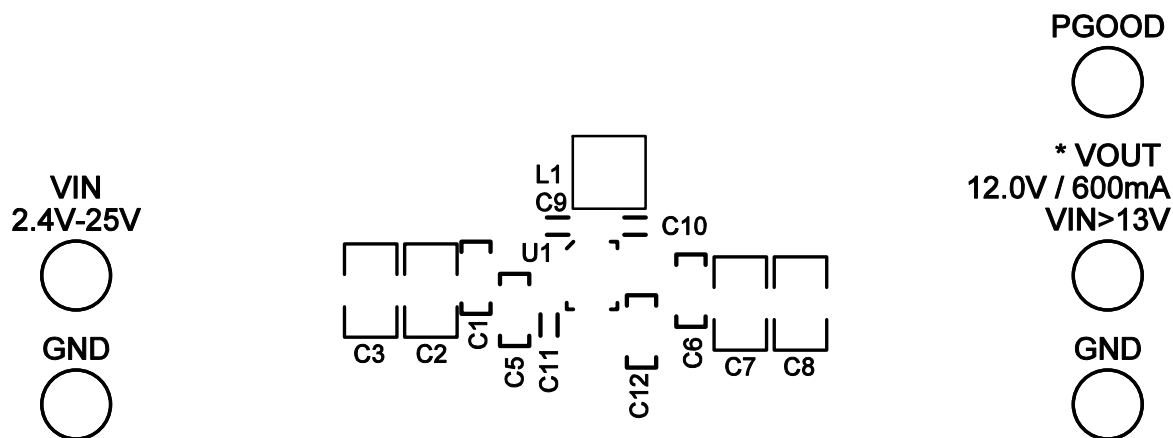 PGOOD
* VOUT
12.0V / 600mA
VIN>13V
VIN
2.4V-25V
L1
C9
C10
U1
C3
C2
C1
C5
C11
C12
C6
C7
C8
GND
GND